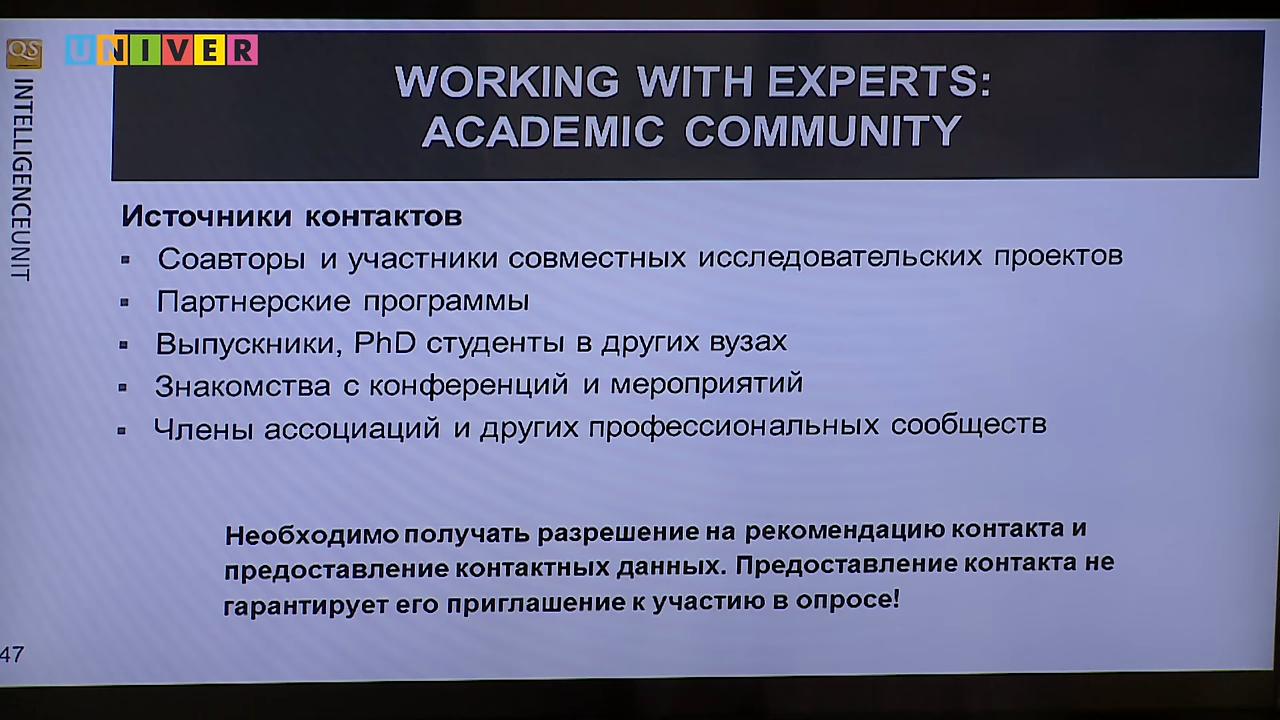 QS
UNIVER
INTELLIGENCEUNIT
WORKING WITH EXPERTS:
ACADEMIC COMMUNITY
Источники контактов
▪ Соавторы и участники совместных исследовательских проектов
▪ Партнерские программы
▪ Выпускники, PhD студенты в других вузах
▪ Знакомства с конференций и мероприятий
▪ Члены ассоциаций и других профессиональных сообществ
Необходимо получать разрешение на рекомендацию контакта и
предоставление контактных данных. Предоставление контакта не
гарантирует его приглашение к участию в опросе!
47